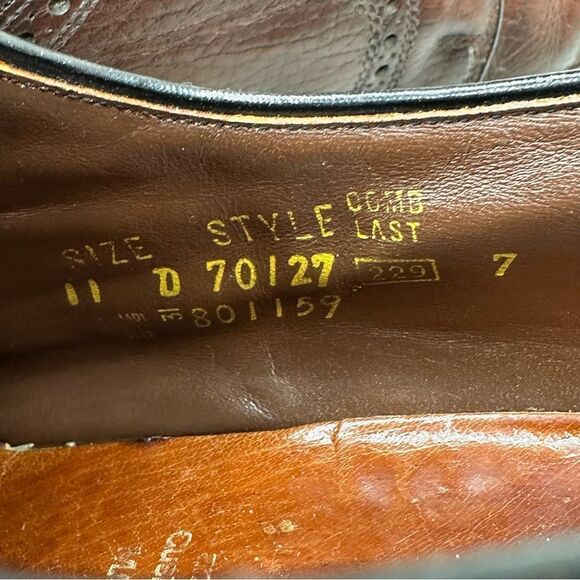 SIZE STYLE COMB
LAST
11 D 70127 229 7
801159